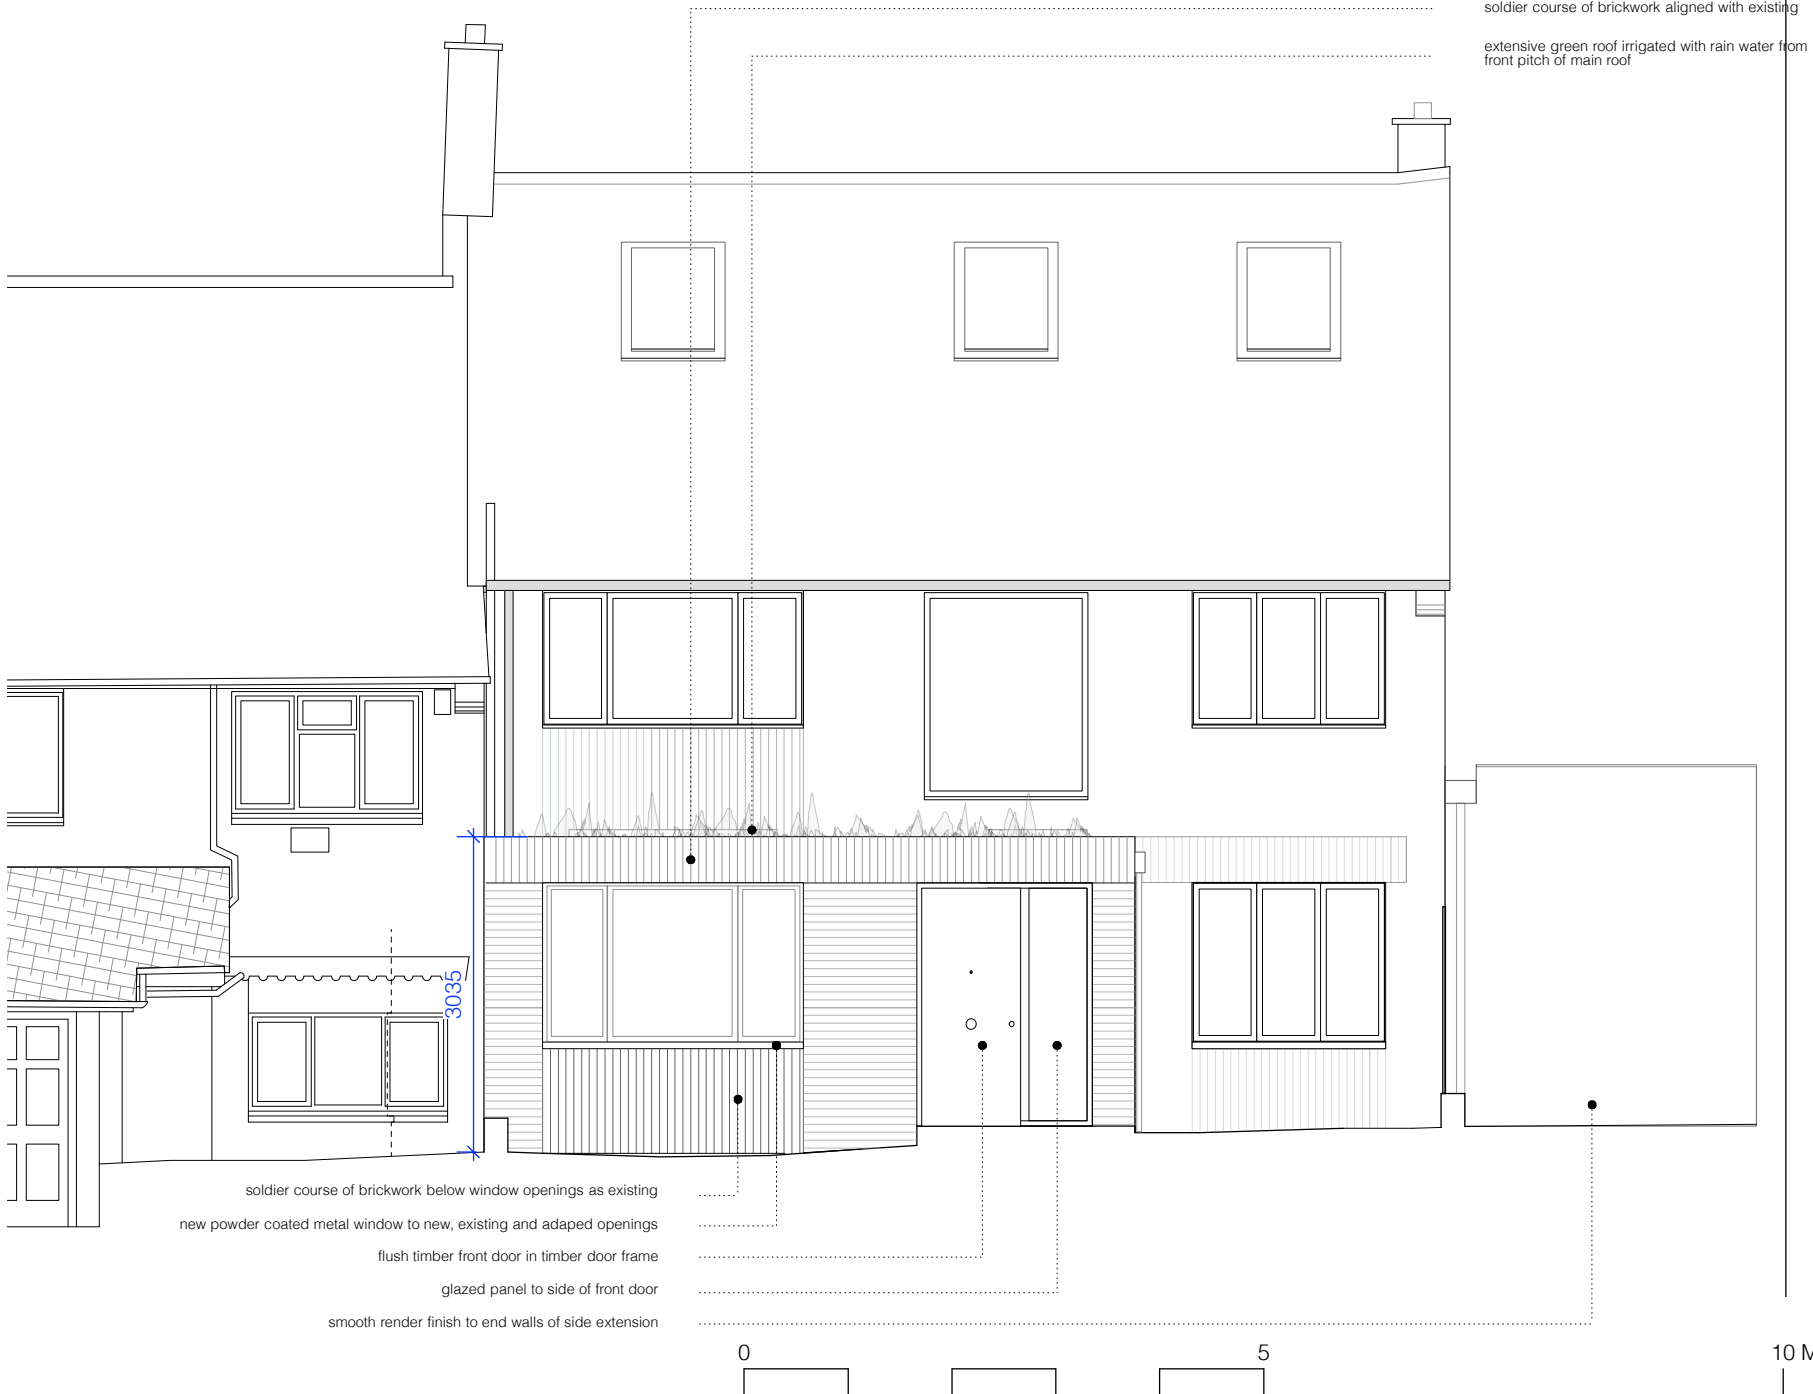 soldier course of brickwork aligned with existing
extensive green roof irrigated with rain water from
front pitch of main roof
3035
soldier course of brickwork below window openings as existing
new powder coated metal window to new, existing and adaped openings
flush timber front door in timber door frame
glazed panel to side of front door
smooth render finish to end walls of side extension
0 5 10 M